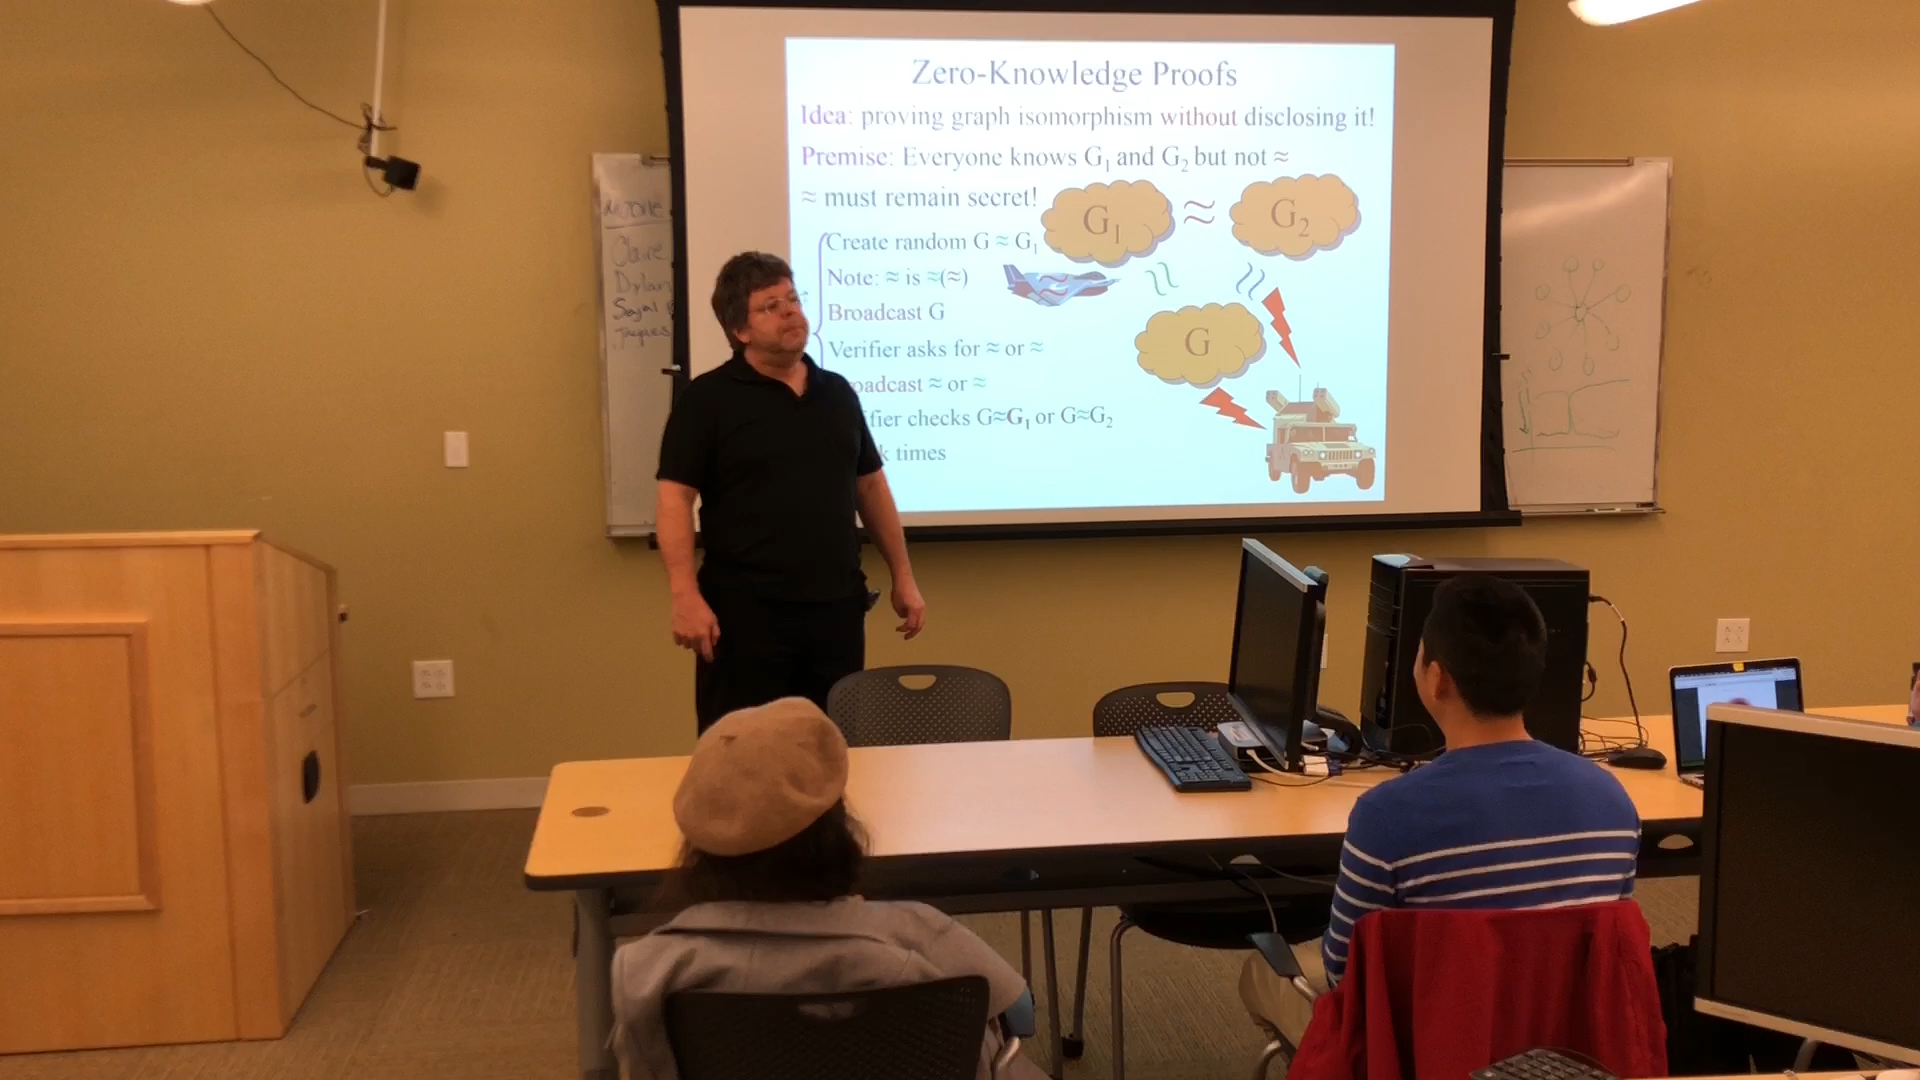 Zero-Knowledge Proofs
Idea: proving graph isomorphism without disclosing it!
Premise: Everyone knows G₁ and G₂ but not ≈
≈ must remain secret!
G₁ ≈ G₂
Create random G ≈ G₁
Note: ≈ is ≈(≈)
Broadcast G
G
Verifier asks for ≈ or ≈
oadcast ≈ or ≈
fier checks G≈G₁ or G≈G₂
k times
Claire
Dylan
Jacques